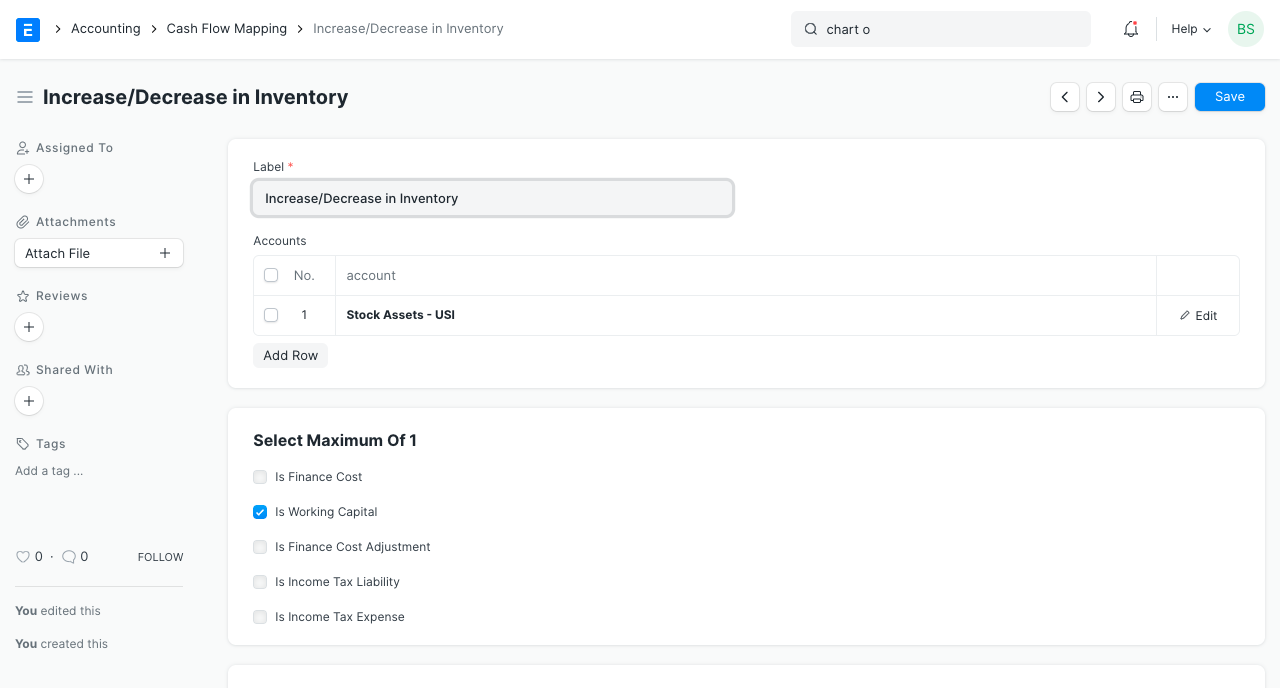 Accounting Cash Flow Mapping Increase/Decrease in Inventory chart o Help BS
Increase/Decrease in Inventory ... Save
Assigned To
Attachments
Attach File
Reviews
Shared With
Tags
Add a tag ...
0 · 0 FOLLOW
You edited this
You created this
Label *
Increase/Decrease in Inventory
Accounts
No. account
1 Stock Assets - USI Edit
Add Row
Select Maximum Of 1
Is Finance Cost
Is Working Capital
Is Finance Cost Adjustment
Is Income Tax Liability
Is Income Tax Expense